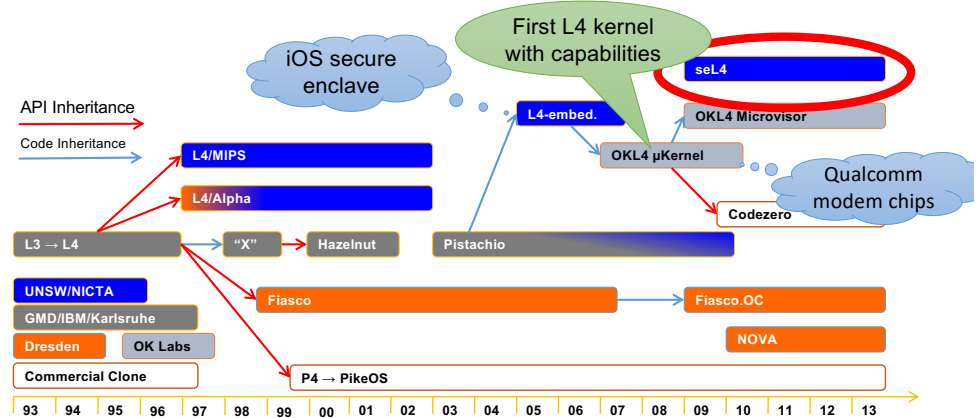 First L4 kernel
with capabilities
iOS secure
enclave
seL4
API Inheritance
L4-embed.
OKL4 Microvisor
Code Inheritance
L4/MIPS
OKL4 µKernel
Qualcomm
modem chips
L4/Alpha
Codezero
L3 → L4
“X”
Hazelnut
Pistachio
UNSW/NICTA
Fiasco
Fiasco.OC
GMD/IBM/Karlsruhe
Dresden
OK Labs
NOVA
Commercial Clone
P4 → PikeOS
93 94 95 96 97 98 99 00 01 02 03 04 05 06 07 08 09 10 11 12 13